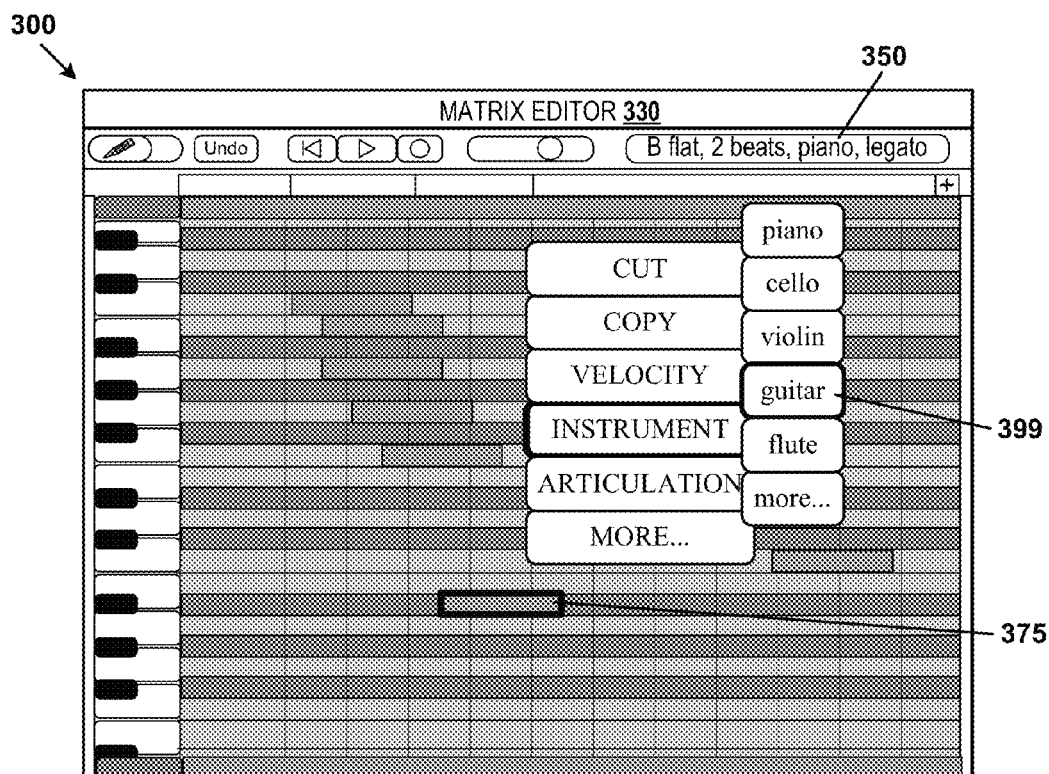 300
350
MATRIX EDITOR 330
Undo
B flat, 2 beats, piano, legato
+
piano
CUT
cello
COPY
violin
VELOCITY
guitar
399
INSTRUMENT
flute
ARTICULATION
more...
MORE...
375